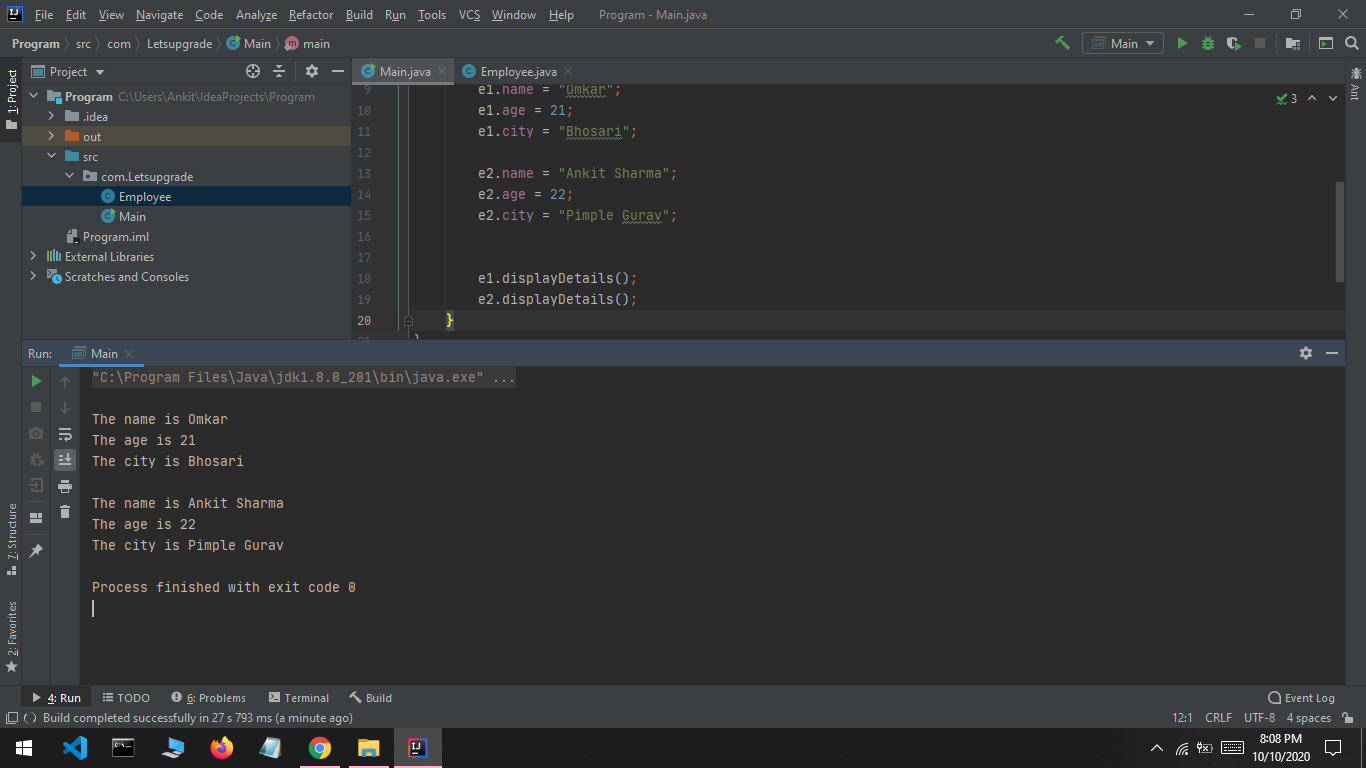 File Edit View Navigate Code Analyze Refactor Build Run Tools VCS Window Help Program - Main.java
Program src com Letsupgrade Main main
Main
1: Project
Project
Program C:\Users\Ankit\IdeaProjects\Program
.idea
out
src
com.Letsupgrade
Employee
Main
Program.iml
External Libraries
Scratches and Consoles
Main.java Employee.java
Ant
3
9 e1.name = "Omkar";
10 e1.age = 21;
11 e1.city = "Bhosari";
12
13 e2.name = "Ankit Sharma";
14 e2.age = 22;
15 e2.city = "Pimple Gurav";
16
17
18 e1.displayDetails();
19 e2.displayDetails();
20 }
Run: Main
"C:\Program Files\Java\jdk1.8.0_201\bin\java.exe" ...
The name is Omkar
The age is 21
The city is Bhosari
The name is Ankit Sharma
The age is 22
The city is Pimple Gurav
Process finished with exit code 0
7: Structure
2: Favorites
4: Run TODO 6: Problems Terminal Build Event Log
Build completed successfully in 27 s 793 ms (a minute ago) 12:1 CRLF UTF-8 4 spaces
8:08 PM
10/10/2020